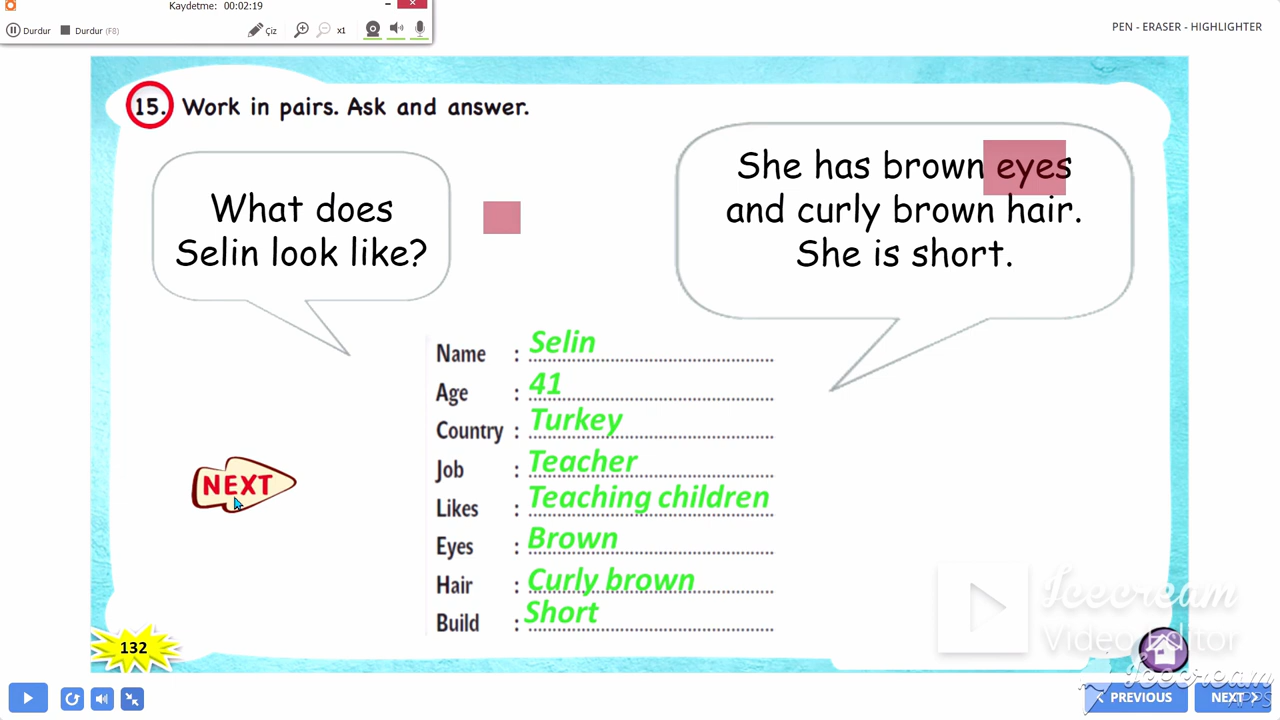 Kaydetme: 00:02:19
Durdur
Durdur (F8)
Çiz
x1
PEN - ERASER - HIGHLIGHTER
15. Work in pairs. Ask and answer.
What does
Selin look like?
She has brown eyes
and curly brown hair.
She is short.
Name : Selin
Age : 41
Country : Turkey
Job : Teacher
Likes : Teaching children
Eyes : Brown
Hair : Curly brown
Build : Short
NEXT
132
Icecream
Video Editor
Icecream
APPS
PREVIOUS
NEXT